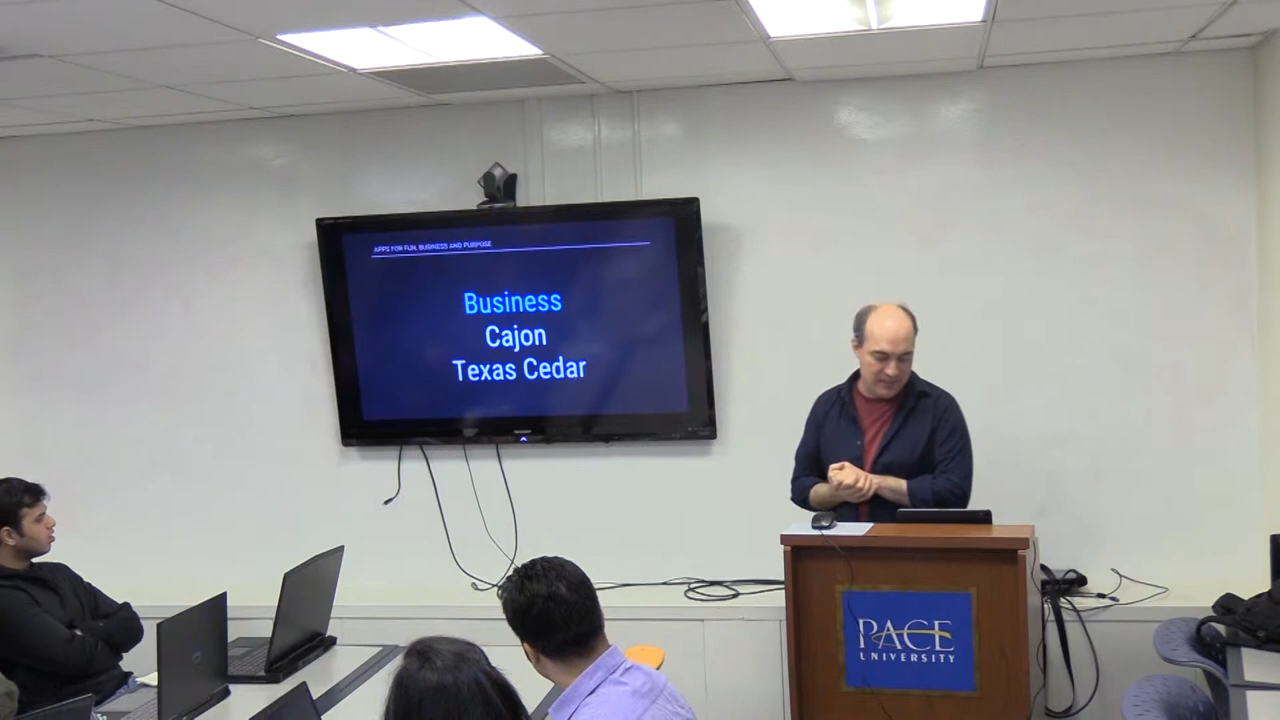 APPS FOR FUN, BUSINESS AND PURPOSE
Business
Cajon
Texas Cedar
PACE
UNIVERSITY